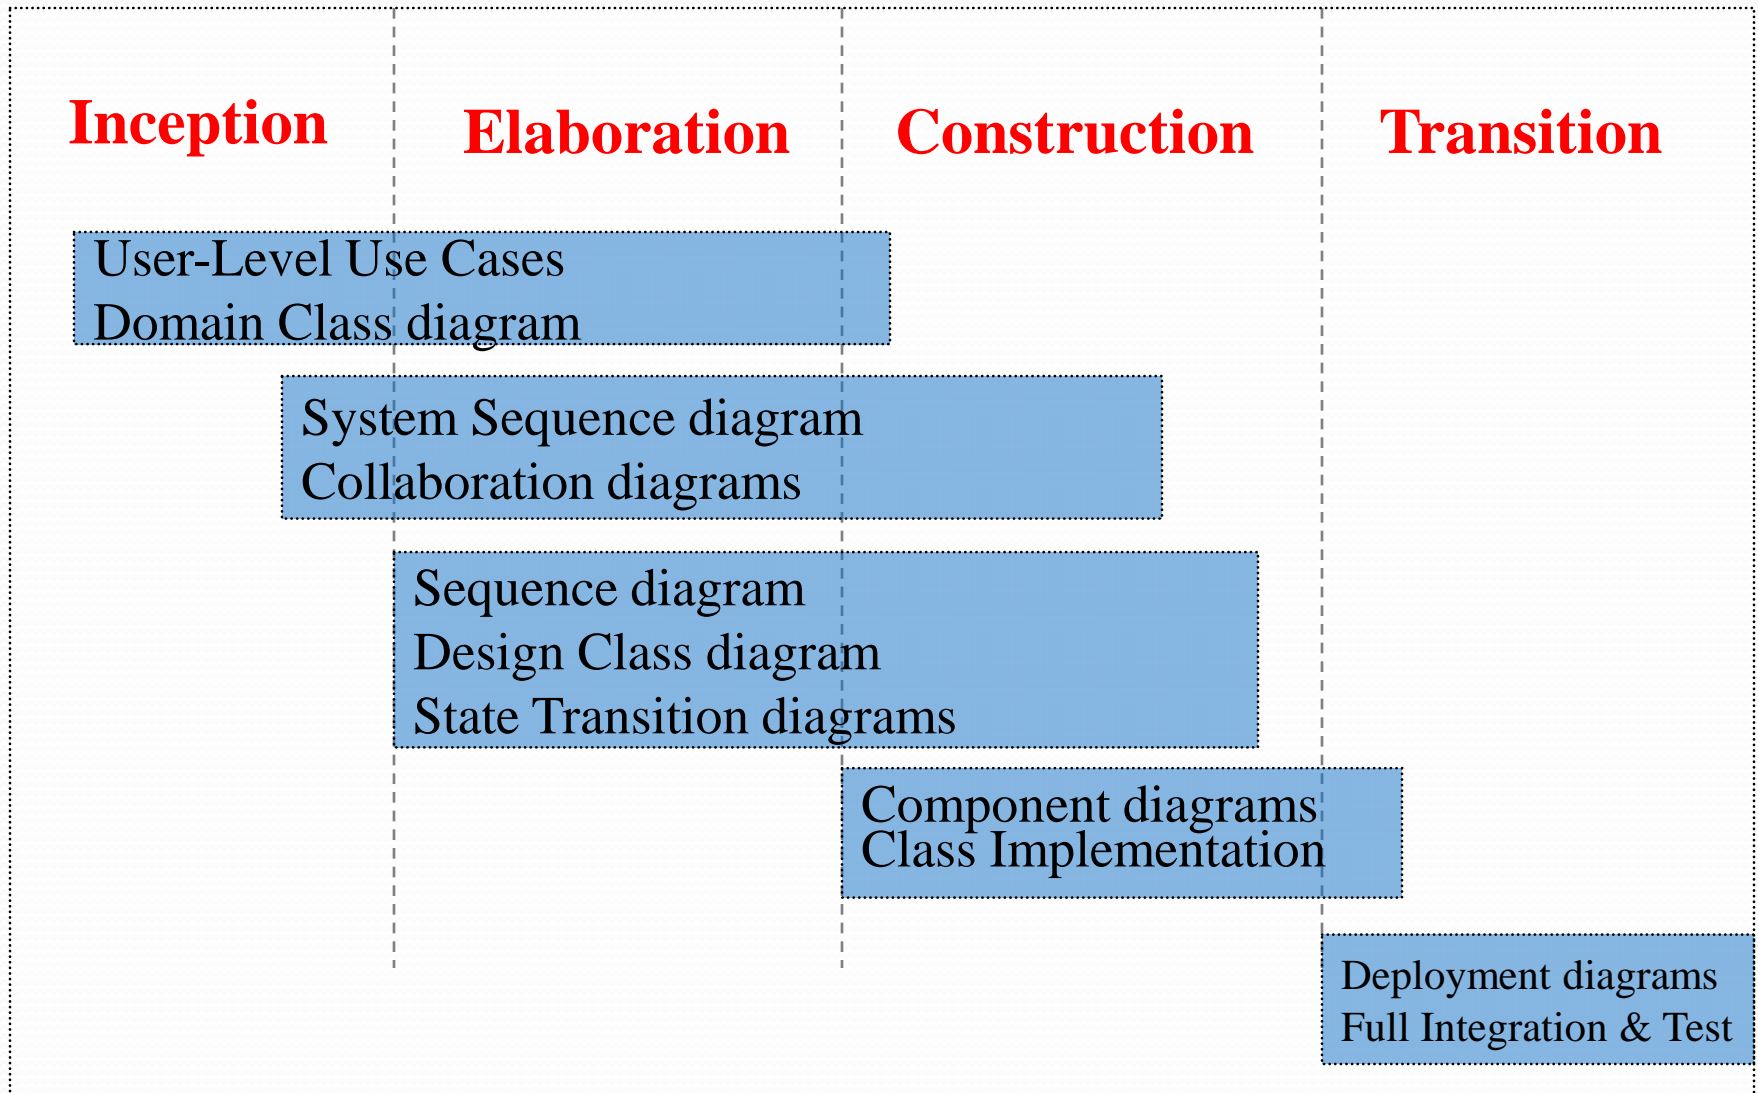 Inception
Elaboration
Construction
Transition
User-Level Use Cases
Domain Class diagram
System Sequence diagram
Collaboration diagrams
Sequence diagram
Design Class diagram
State Transition diagrams
Component diagrams
Class Implementation
Deployment diagrams
Full Integration & Test